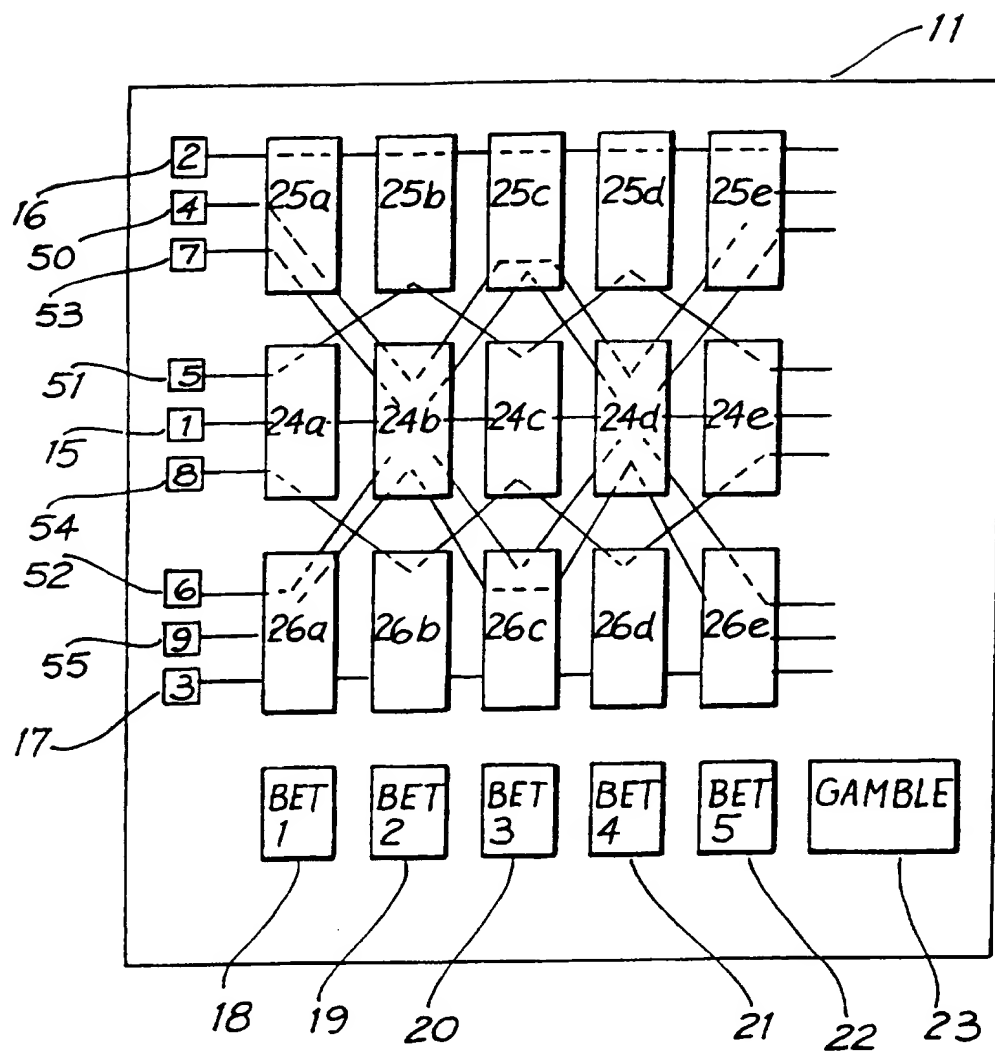 11
2
25a 25b 25c 25d 25e
16
4
50
7
53
5
51
1
24a 24b 24c 24d 24e
15
8
54
6
52
26a 26b 26c 26d 26e
9
55
3
17
BET 1
BET 2
BET 3
BET 4
BET 5
GAMBLE
18 19 20 21 22 23